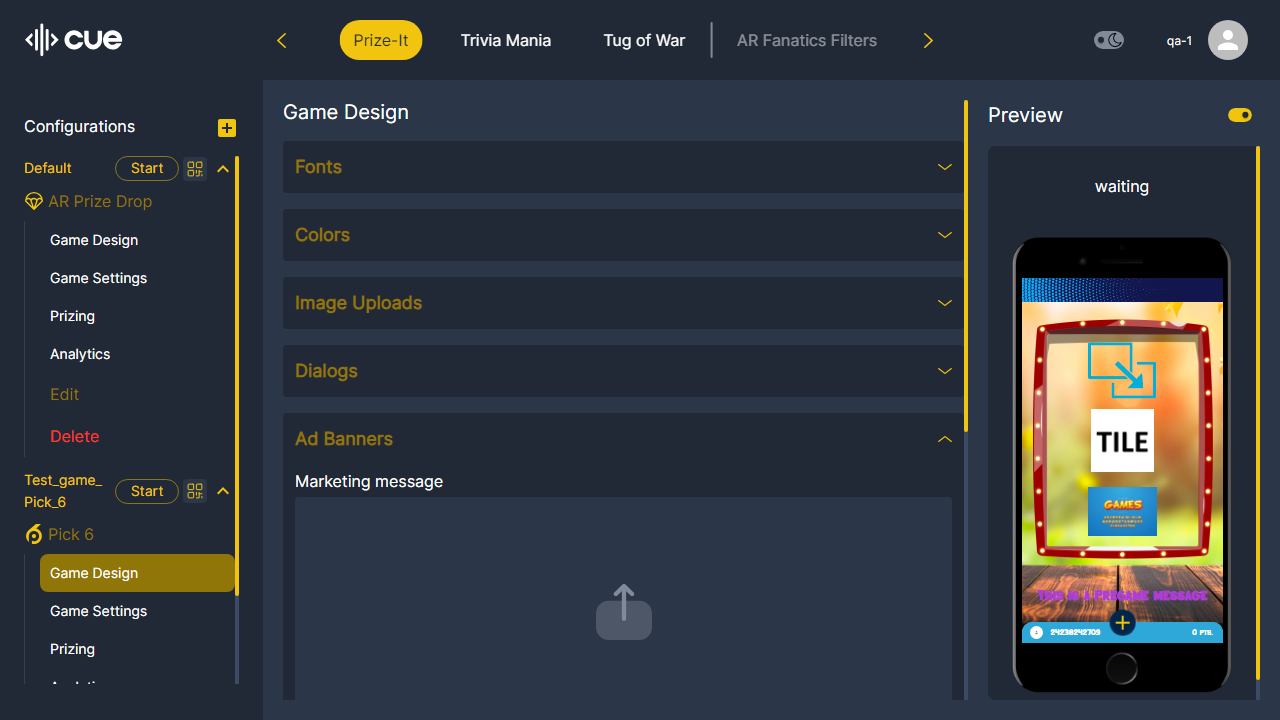 cue
Prize-It
Trivia Mania
Tug of War
AR Fanatics Filters
qa-1
Configurations
Default
Start
AR Prize Drop
Game Design
Game Settings
Prizing
Analytics
Edit
Delete
Test_game_
Pick_6
Start
Pick 6
Game Design
Game Settings
Prizing
Game Design
Fonts
Colors
Image Uploads
Dialogs
Ad Banners
Marketing message
Preview
waiting
TILE
GAMES
This is a Pregame message
24238242709
0 PTS.